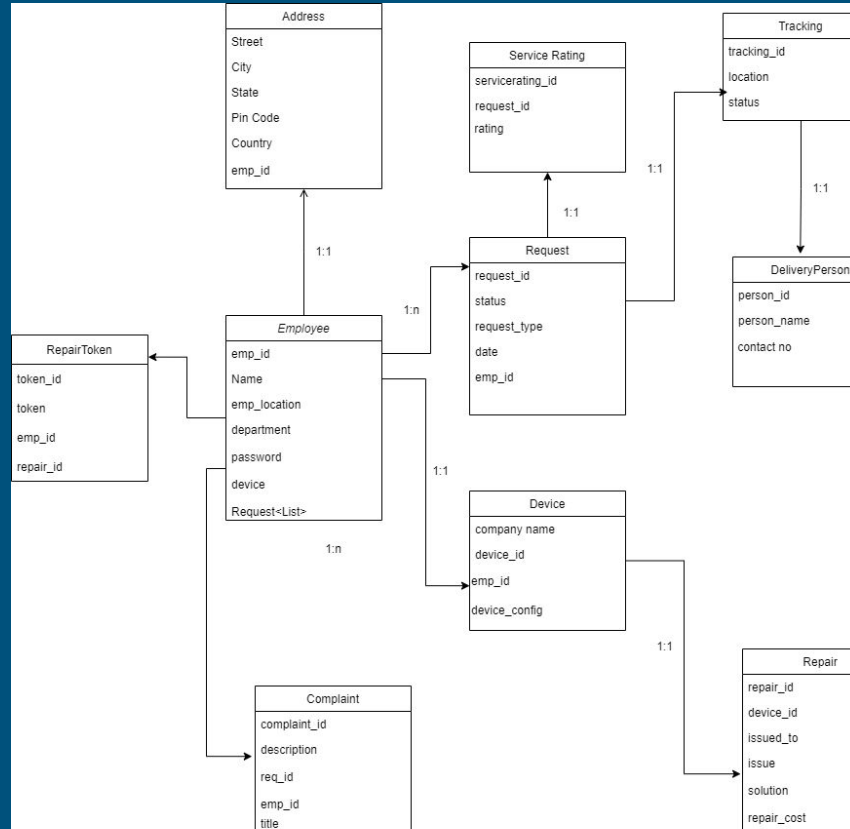 Address
Street
City
State
Pin Code
Country
emp_id
Service Rating
servicerating_id
request_id
rating
Tracking
tracking_id
location
status
1:1
1:1
1:1
1:1
Request
request_id
status
request_type
date
emp_id
DeliveryPerson
person_id
person_name
contact no
1:n
Employee
emp_id
Name
emp_location
department
password
device
Request<List>
RepairToken
token_id
token
emp_id
repair_id
1:1
1:n
Device
company name
device_id
emp_id
device_config
1:1
Repair
repair_id
device_id
issued_to
issue
solution
repair_cost
Complaint
complaint_id
description
req_id
emp_id
title